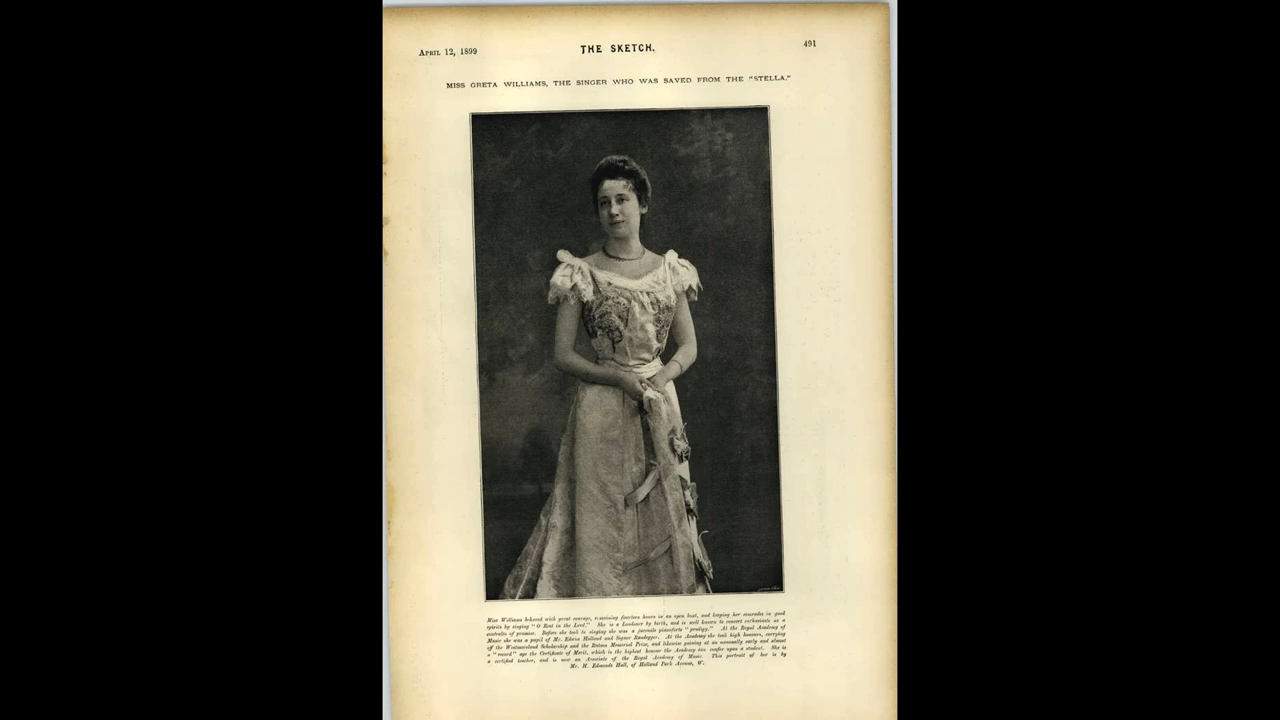 APRIL 12, 1899
THE SKETCH.
491
MISS GRETA WILLIAMS, THE SINGER WHO WAS SAVED FROM THE "STELLA."
Miss Williams behaved with great courage, remaining fourteen hours in an open boat, and keeping her comrades in good
spirits by singing "O Rest in the Lord." She is a Londoner by birth, and is well known to concert enthusiasts as a
contralto of promise. Before she took to singing she was a juvenile pianoforte "prodigy." At the Royal Academy of
Music she was a pupil of Mr. Edwin Holland and Signor Randegger. At the Academy she took high honours, carrying
off the Westmoreland Scholarship and the Rutson Memorial Prize, and likewise gaining at an unusually early and almost
a "record" age the Certificate of Merit, which is the highest honour the Academy can confer upon a student. She is
a certified teacher, and is now an Associate of the Royal Academy of Music. This portrait of her is by
Mr. H. Edmonds Hull, of Holland Park Avenue, W.